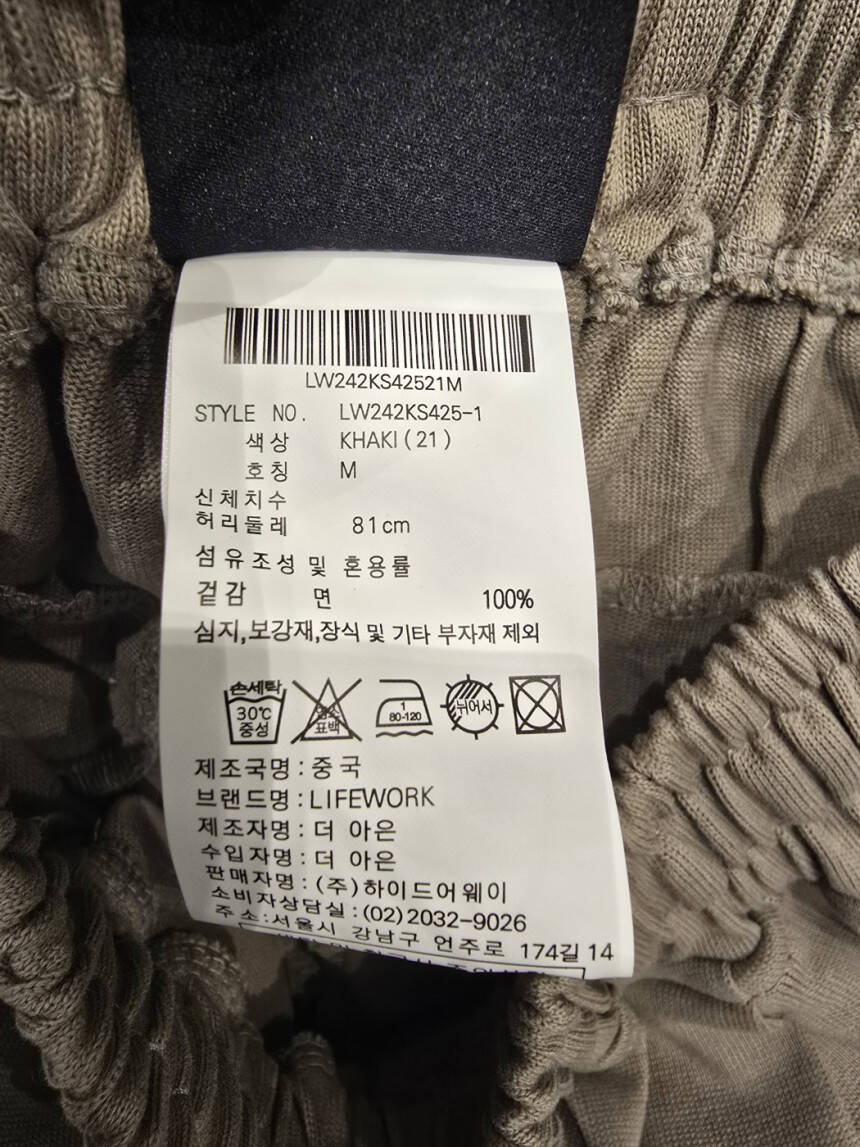 LW242KS42521M
STYLE NO. LW242KS425-1
색상 KHAKI(21)
호칭 M
신체치수
허리둘레 81cm
섬유조성 및 혼용률
겉감 면 100%
심지,보강재,장식 및 기타 부자재 제외
손세탁
30℃
중성
표백
1
80-120
뉘어서
제조국명:중국
브랜드명:LIFEWORK
제조자명:더 아은
수입자명:더 아은
판매자명:(주)하이드어웨이
소비자상담실:(02)2032-9026
주소:서울시 강남구 언주로 174길 14